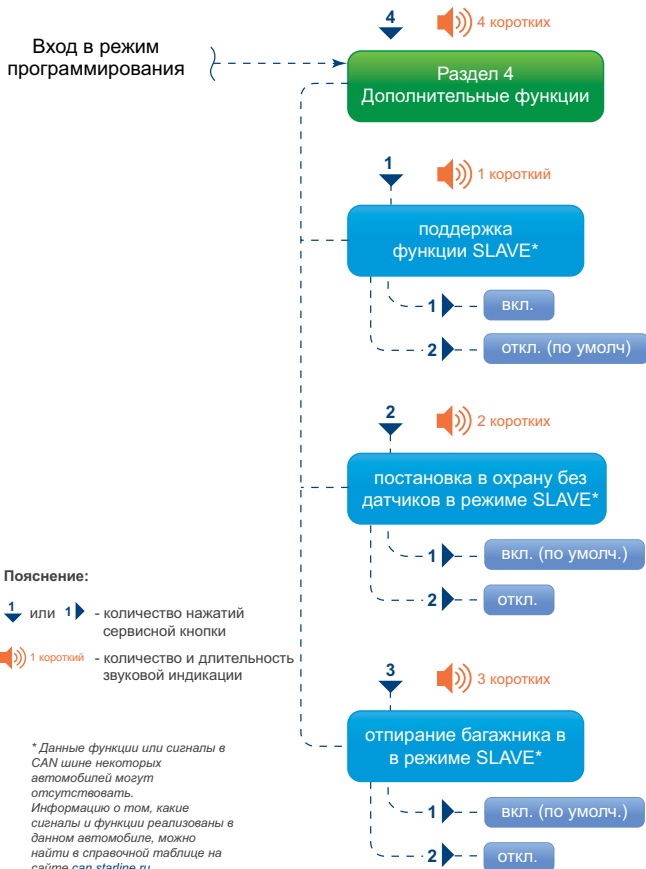 4
4 коротких
Вход в режим
программирования
Раздел 4
Дополнительные функции
1
1 короткий
поддержка
функции SLAVE*
1
вкл.
2
откл. (по умолч)
2
2 коротких
постановка в охрану без
датчиков в режиме SLAVE*
1
вкл. (по умолч.)
2
откл.
Пояснение:
1 или 1 - количество нажатий
сервисной кнопки
1 короткий - количество и длительность
звуковой индикации
3
3 коротких
отпирание багажника в
в режиме SLAVE*
1
вкл. (по умолч.)
2
откл.
* Данные функции или сигналы в
CAN шине некоторых
автомобилей могут
отсутствовать.
Информацию о том, какие
сигналы и функции реализованы в
данном автомобиле, можно
найти в справочной таблице на
сайте can.starline.ru